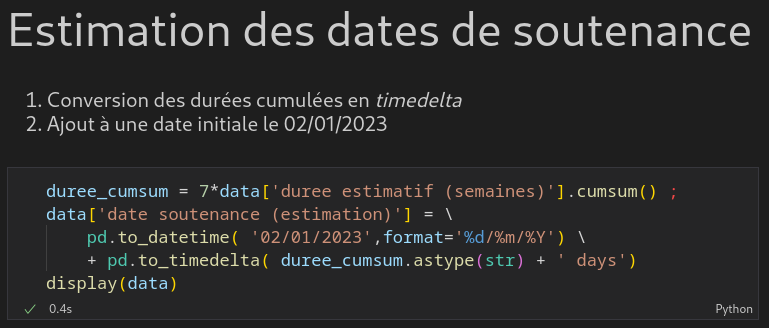 Estimation des dates de soutenance
1. Conversion des durées cumulées en timedelta
2. Ajout à une date initiale le 02/01/2023
duree_cumsum = 7*data['duree estimatif (semaines)'].cumsum() ;
data['date soutenance (estimation)'] = \
    pd.to_datetime( '02/01/2023',format='%d/%m/%Y') \
    + pd.to_timedelta( duree_cumsum.astype(str) + ' days')
display(data)
✓ 0.4s Python